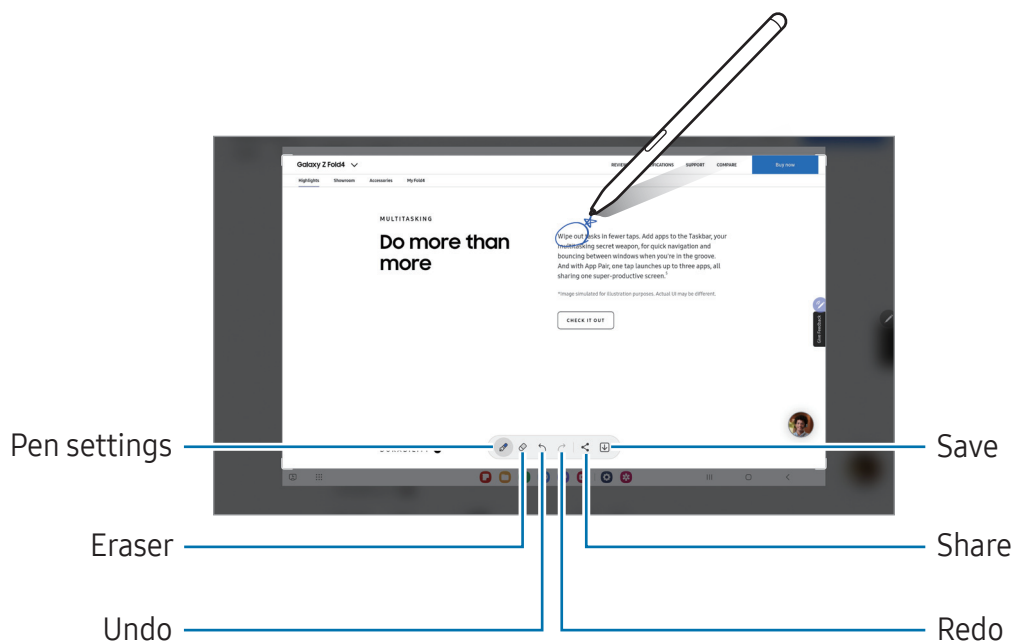 Galaxy Z Fold4
SUPPORT COMPARE Buy now
Highlights Showroom Accessories My Fold4
MULTITASKING
Do more than
more
Wipe out tasks in fewer taps. Add apps to the Taskbar, your
multitasking secret weapon, for quick navigation and
bouncing between windows when you're in the groove.
And with App Pair, one tap launches up to three apps, all
sharing one super-productive screen.⁵
*Image simulated for illustration purposes. Actual UI may be different.
CHECK IT OUT
Give Feedback
Pen settings
Save
Eraser
Share
Undo
Redo